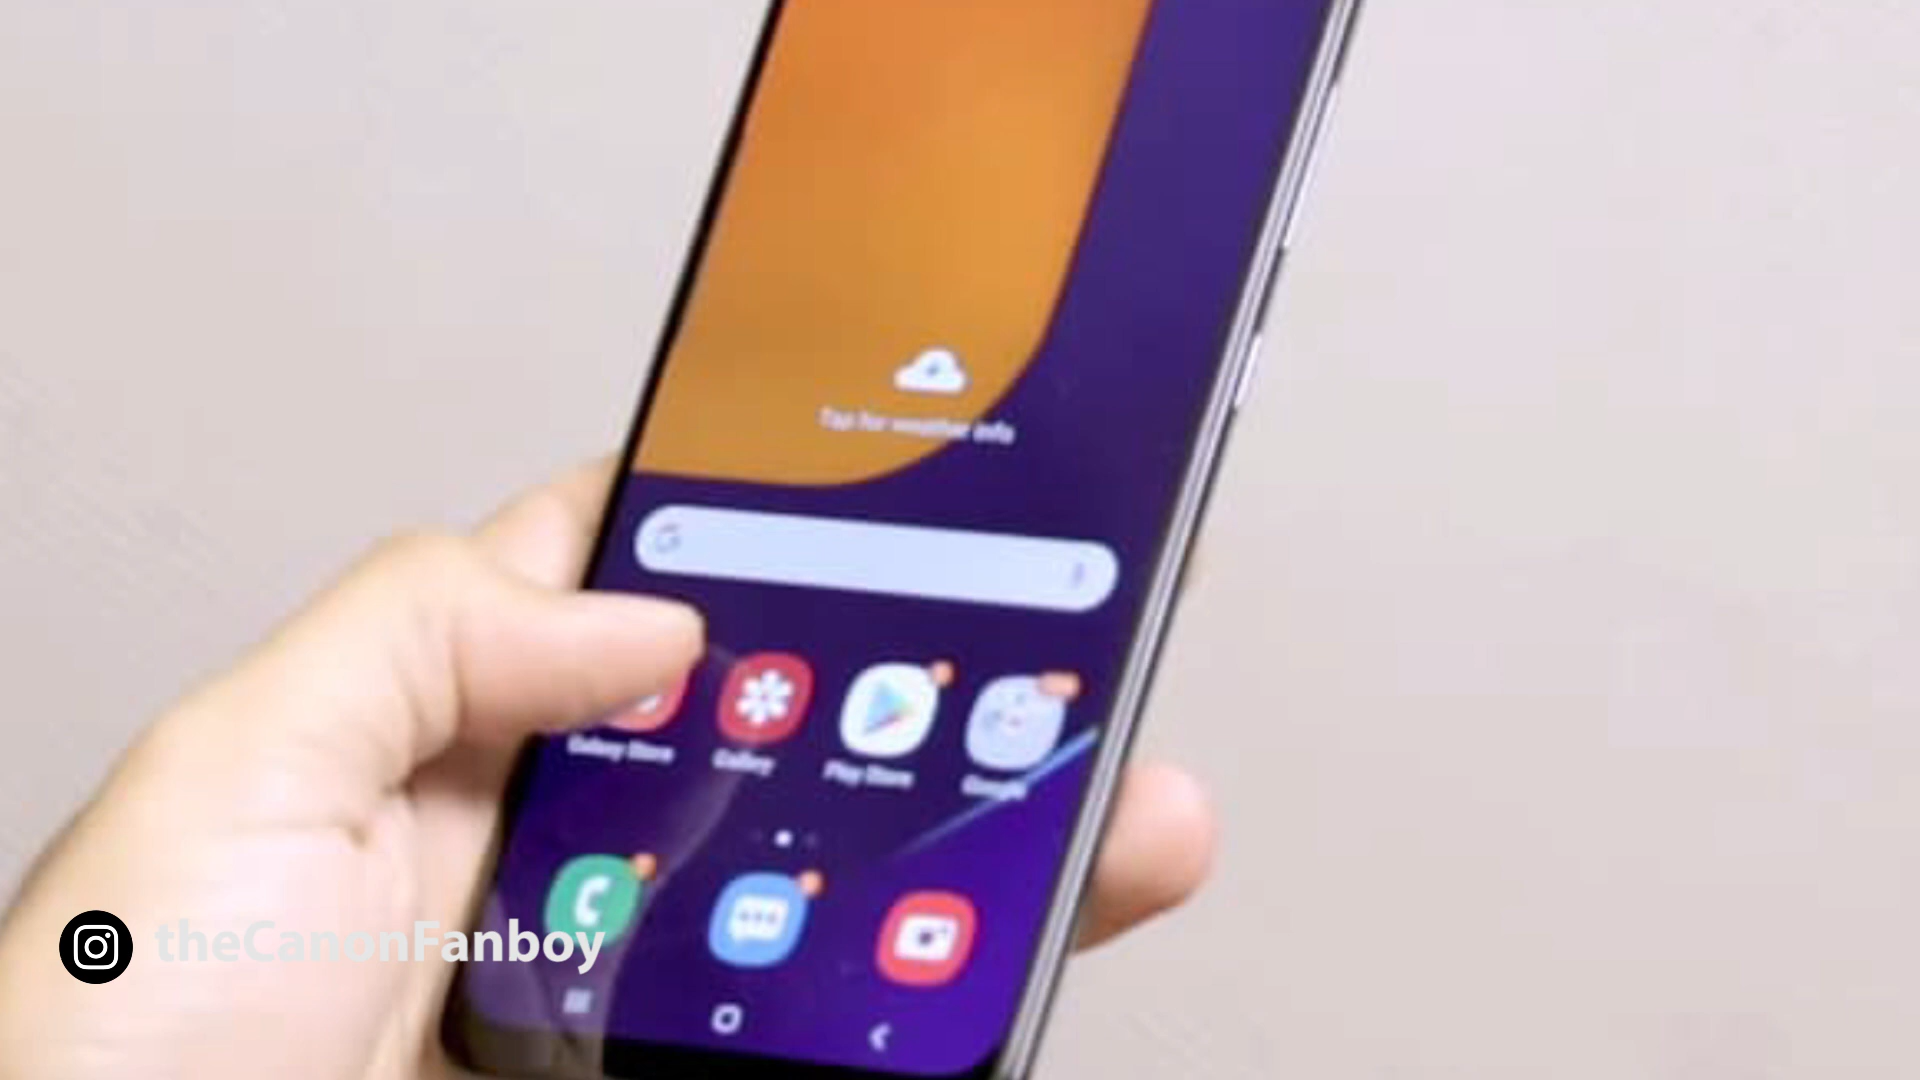 Tap for weather info
G
Galaxy Store
Gallery
Play Store
Google
theCanonFanboy